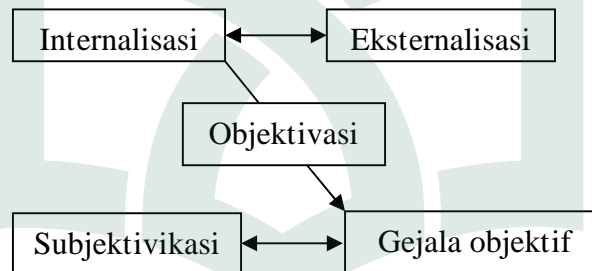 Internalisasi
Eksternalisasi
Objektivasi
Subjektivikasi
Gejala objektif